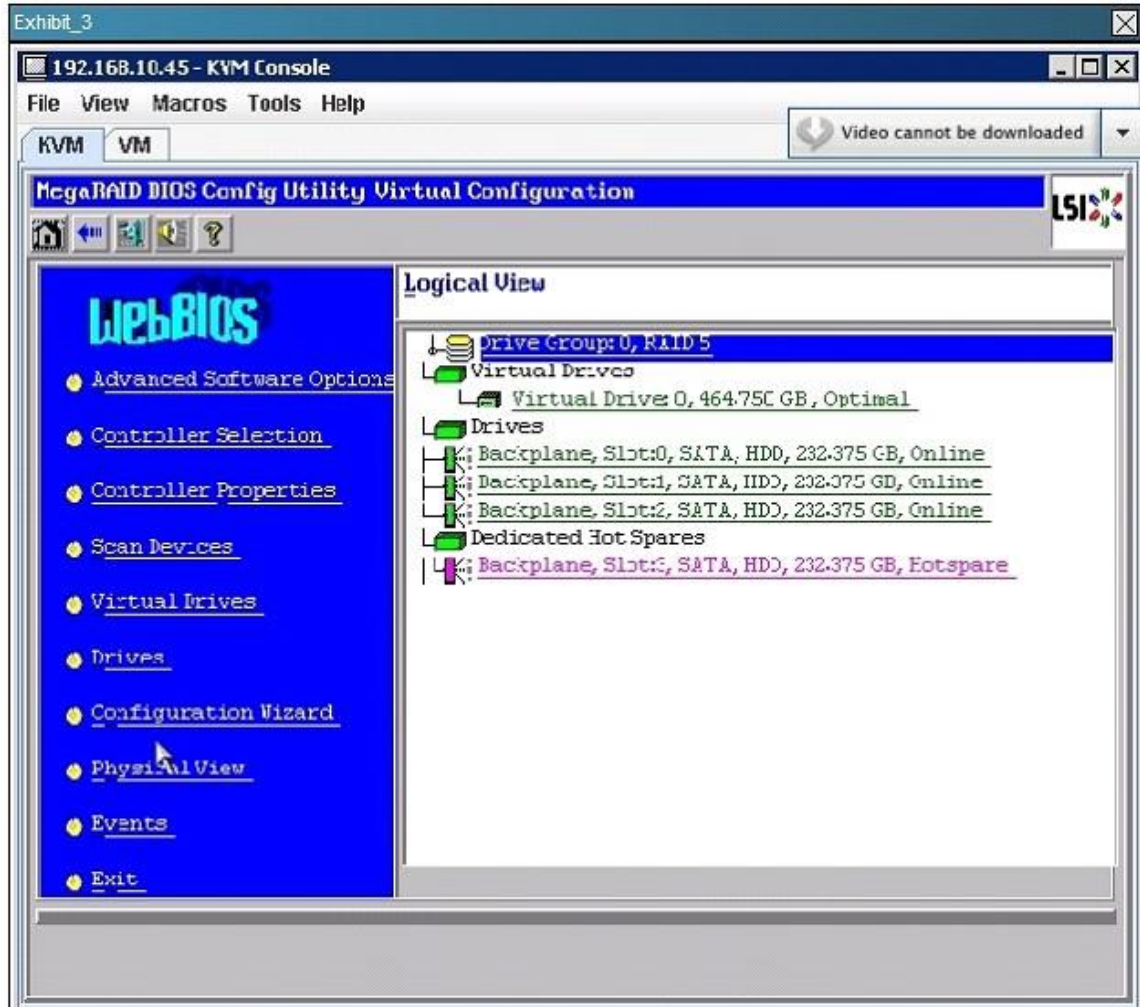 Exhibit_3
192.168.10.45 - KVM Console
File View Macros Tools Help
KVM VM
Video cannot be downloaded
MegaRAID BIOS Config Utility Virtual Configuration
LSI
WebBIOS
Logical View
Advanced Software Options
Controller Selection
Controller Properties
Scan Devices
Virtual Drives
Drives
Configuration Wizard
Physical View
Events
Exit
Drive Group: 0, RAID 5
Virtual Drives
Virtual Drive: 0, 464.750 GB, Optimal
Drives
Backplane, Slot:0, SATA, HDD, 232.375 GB, Online
Backplane, Slot:1, SATA, HDD, 232.375 GB, Online
Backplane, Slot:2, SATA, HDD, 232.375 GB, Online
Dedicated Hot Spares
Backplane, Slot:3, SATA, HDD, 232.375 GB, Hotspare